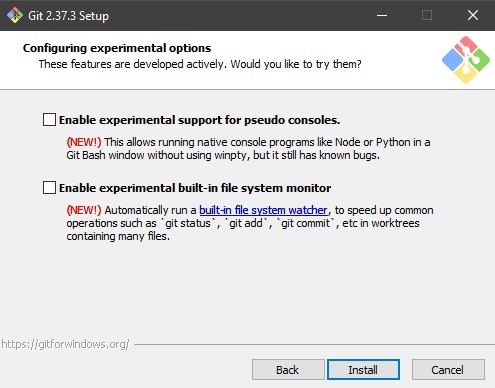 Git 2.37.3 Setup
Configuring experimental options
These features are developed actively. Would you like to try them?
Enable experimental support for pseudo consoles.
(NEW!) This allows running native console programs like Node or Python in a
Git Bash window without using winpty, but it still has known bugs.
Enable experimental built-in file system monitor
(NEW!) Automatically run a built-in file system watcher, to speed up common
operations such as `git status`, `git add`, `git commit`, etc in worktrees
containing many files.
https://gitforwindows.org/
Back
Install
Cancel